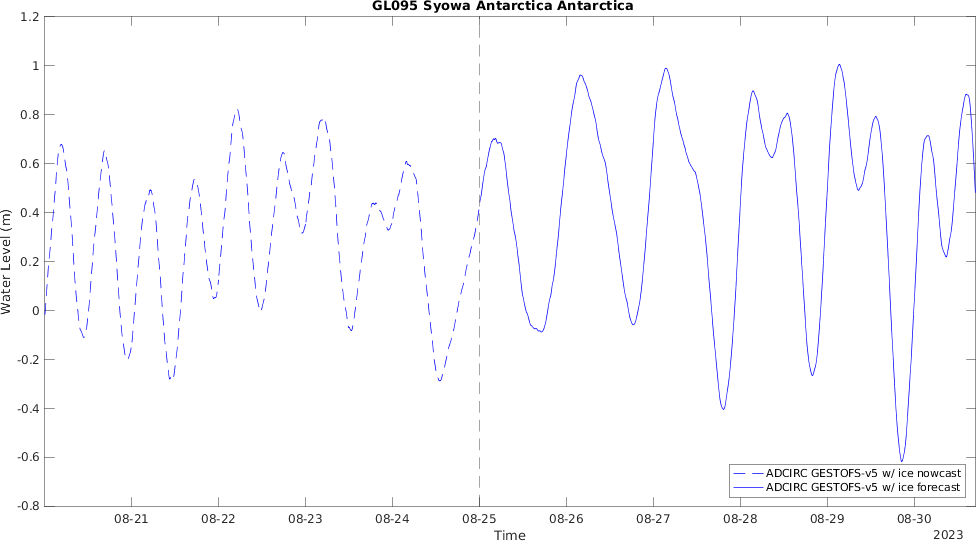 GL095 Syowa Antarctica Antarctica
1.2
1
0.8
0.6
0.4
0.2
0
-0.2
-0.4
-0.6
-0.8
Water Level (m)
ADCIRC GESTOFS-v5 w/ ice nowcast
ADCIRC GESTOFS-v5 w/ ice forecast
08-21 08-22 08-23 08-24 08-25 08-26 08-27 08-28 08-29 08-30
Time
2023